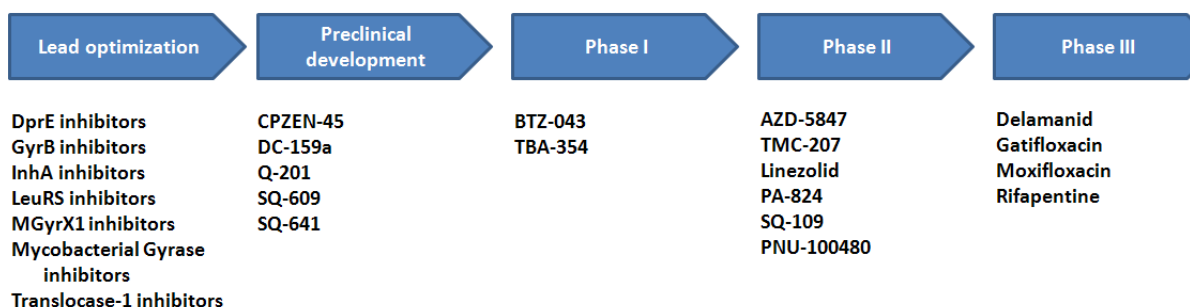 Lead optimization
Preclinical
development
Phase I
Phase II
Phase III
DprE inhibitors
GyrB inhibitors
InhA inhibitors
LeuRS inhibitors
MGyrX1 inhibitors
Mycobacterial Gyrase
inhibitors
Translocase-1 inhibitors
CPZEN-45
DC-159a
Q-201
SQ-609
SQ-641
BTZ-043
TBA-354
AZD-5847
TMC-207
Linezolid
PA-824
SQ-109
PNU-100480
Delamanid
Gatifloxacin
Moxifloxacin
Rifapentine